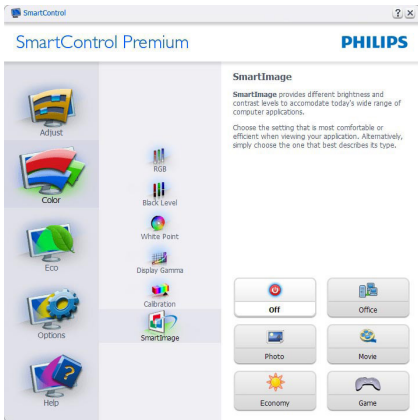 SmartControl
SmartControl Premium
PHILIPS
Adjust
Color
Eco
Options
Help
RGB
Black Level
White Point
Display Gamma
Calibration
SmartImage
SmartImage
SmartImage provides different brightness and
contrast levels to accomodate today's wide range of
computer applications.
Choose the setting that is most comfortable or
efficient when viewing your application. Alternatively,
simply choose the one that best describes its type.
Off
Office
Photo
Movie
Economy
Game